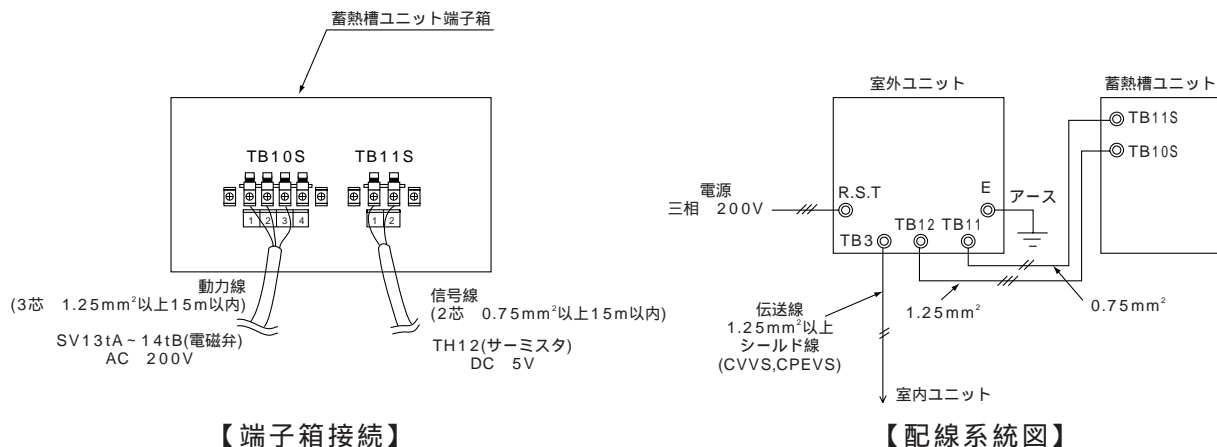 蓄熱槽ユニット端子箱
TB10S
TB11S
1 2 3 4
1 2
動力線
(3芯 1.25mm²以上15m以内)
SV13tA~14tB(電磁弁)
AC 200V
信号線
(2芯 0.75mm²以上15m以内)
TH12(サーミスタ)
DC 5V
【端子箱接続】
室外ユニット
蓄熱槽ユニット
TB11S
TB10S
電源
三相 200V
R.S.T
E
アース
TB3
TB12
TB11
1.25mm²
0.75mm²
伝送線
1.25mm²以上
シールド線
(CVVS,CPEVS)
室内ユニット
【配線系統図】